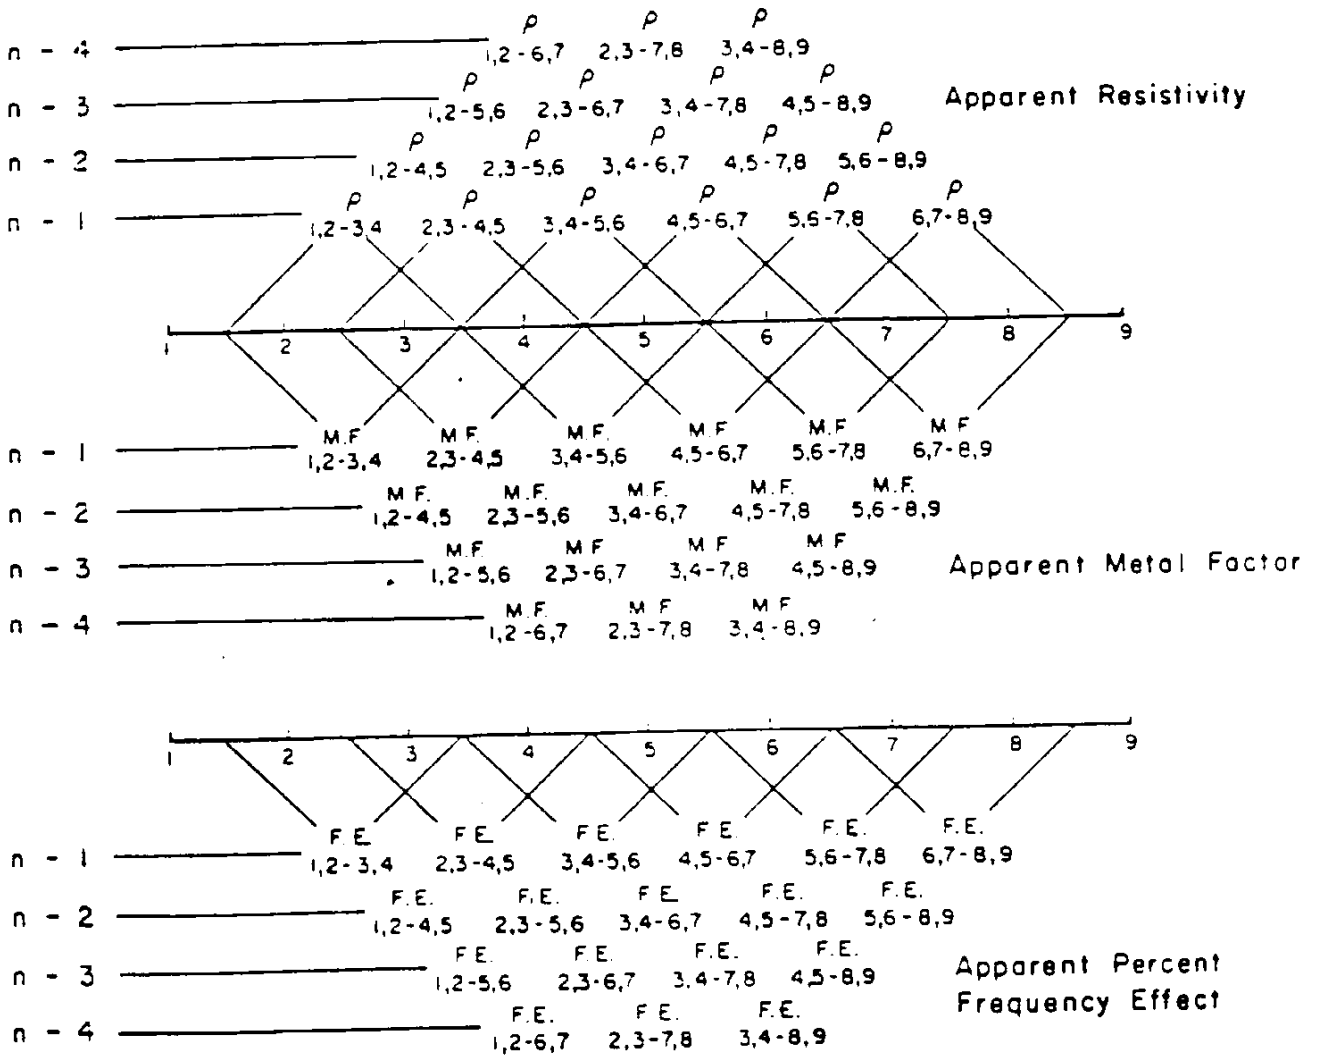 ρ ρ ρ
n - 4 1,2-6,7 2,3-7,8 3,4-8,9
ρ ρ ρ ρ
n - 3 1,2-5,6 2,3-6,7 3,4-7,8 4,5-8,9 Apparent Resistivity
ρ ρ ρ ρ ρ
n - 2 1,2-4,5 2,3-5,6 3,4-6,7 4,5-7,8 5,6-8,9
ρ ρ ρ ρ ρ ρ
n - 1 1,2-3,4 2,3-4,5 3,4-5,6 4,5-6,7 5,6-7,8 6,7-8,9
1 2 3 4 5 6 7 8 9
M.F M F. M.F. M.F M.F M F
n - 1 1,2-3,4 2,3-4,5 3,4-5,6 4,5-6,7 5,6-7,8 6,7-8,9
M F. M.F. M.F. M.F. M.F.
n - 2 1,2-4,5 2,3-5,6 3,4-6,7 4,5-7,8 5,6-8,9
M.F. M F M F M F
n - 3 1,2-5,6 2,3-6,7 3,4-7,8 4,5-8,9 Apparent Metal Factor
M.F. M F M F
n - 4 1,2-6,7 2,3-7,8 3,4-8,9
1 2 3 4 5 6 7 8 9
F.E. F E. F E. F E. F.E. F.E.
n - 1 1,2-3,4 2,3-4,5 3,4-5,6 4,5-6,7 5,6-7,8 6,7-8,9
F.E. F.E. F E F.E. F.E.
n - 2 1,2-4,5 2,3-5,6 3,4-6,7 4,5-7,8 5,6-8,9
F E. F.E. F.E. F.E.
n - 3 1,2-5,6 2,3-6,7 3,4-7,8 4,5-8,9 Apparent Percent
Frequency Effect
F.E. F E. F.E.
n - 4 1,2-6,7 2,3-7,8 3,4-8,9